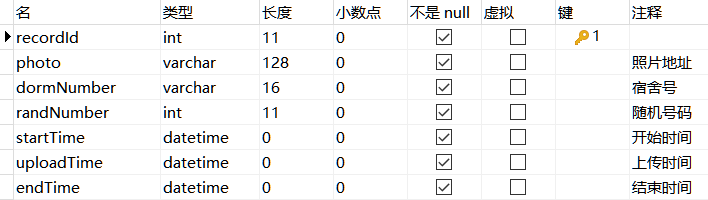 名 类型 长度 小数点 不是 null 虚拟 键 注释
recordId int 11 0 1
photo varchar 128 0 照片地址
dormNumber varchar 16 0 宿舍号
randNumber int 11 0 随机号码
startTime datetime 0 0 开始时间
uploadTime datetime 0 0 上传时间
endTime datetime 0 0 结束时间